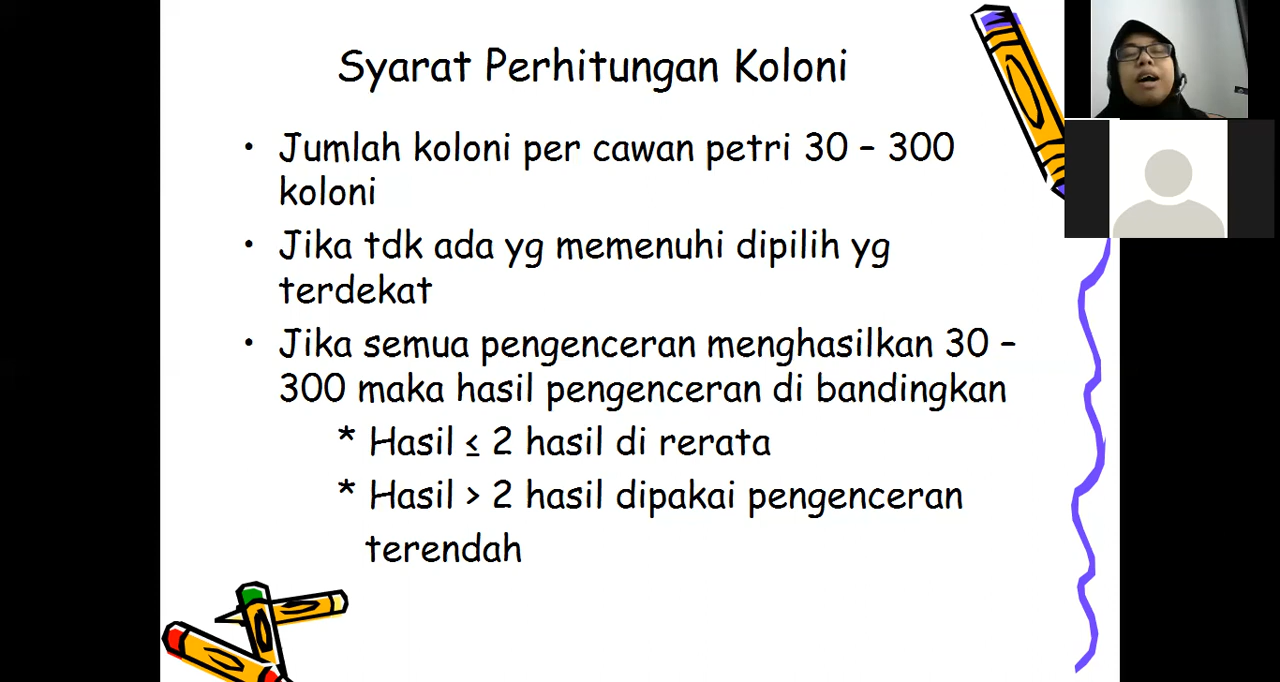 Syarat Perhitungan Koloni
• Jumlah koloni per cawan petri 30 – 300
koloni
• Jika tdk ada yg memenuhi dipilih yg
terdekat
• Jika semua pengenceran menghasilkan 30 –
300 maka hasil pengenceran di bandingkan
* Hasil ≤ 2 hasil di rerata
* Hasil > 2 hasil dipakai pengenceran
terendah